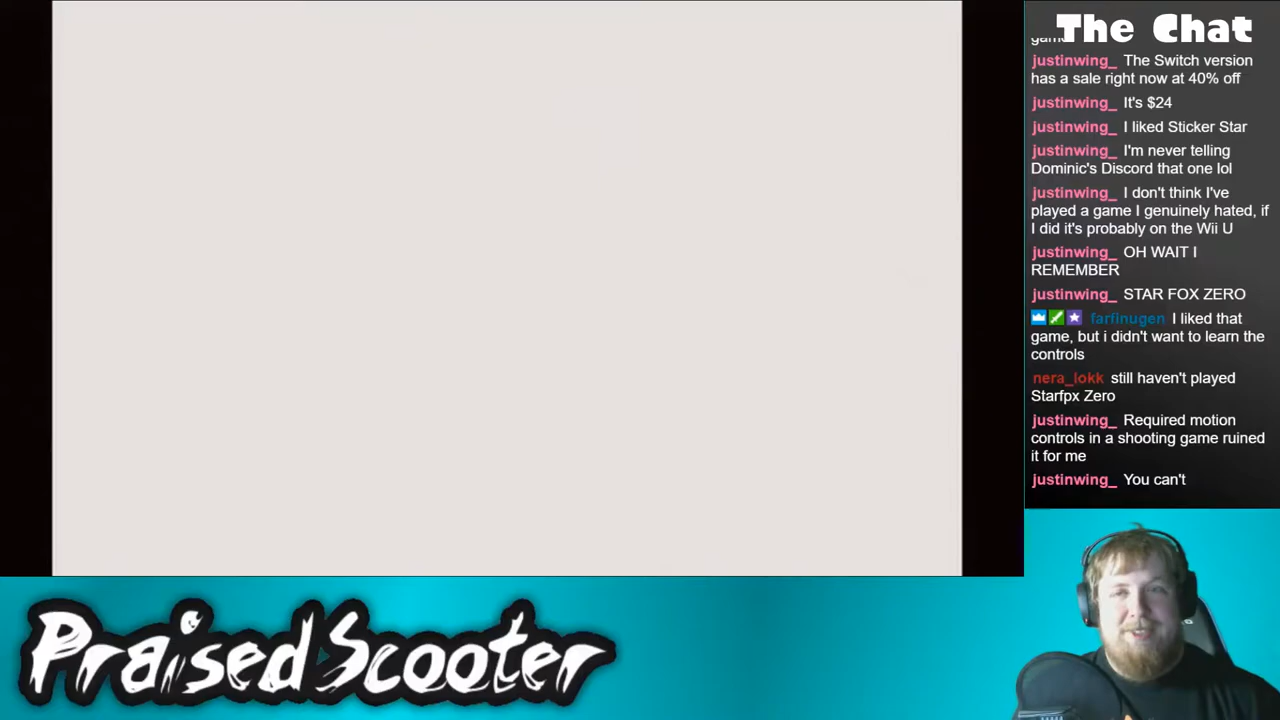 The Chat
justinwing_ The Switch version
has a sale right now at 40% off
justinwing_ It's $24
justinwing_ I liked Sticker Star
justinwing_ I'm never telling
Dominic's Discord that one lol
justinwing_ I don't think I've
played a game I genuinely hated, if
I did it's probably on the Wii U
justinwing_ OH WAIT I
REMEMBER
justinwing_ STAR FOX ZERO
farfinugen I liked that
game, but i didn't want to learn the
controls
nera_lokk still haven't played
Starfpx Zero
justinwing_ Required motion
controls in a shooting game ruined
it for me
justinwing_ You can't
Praised Scooter